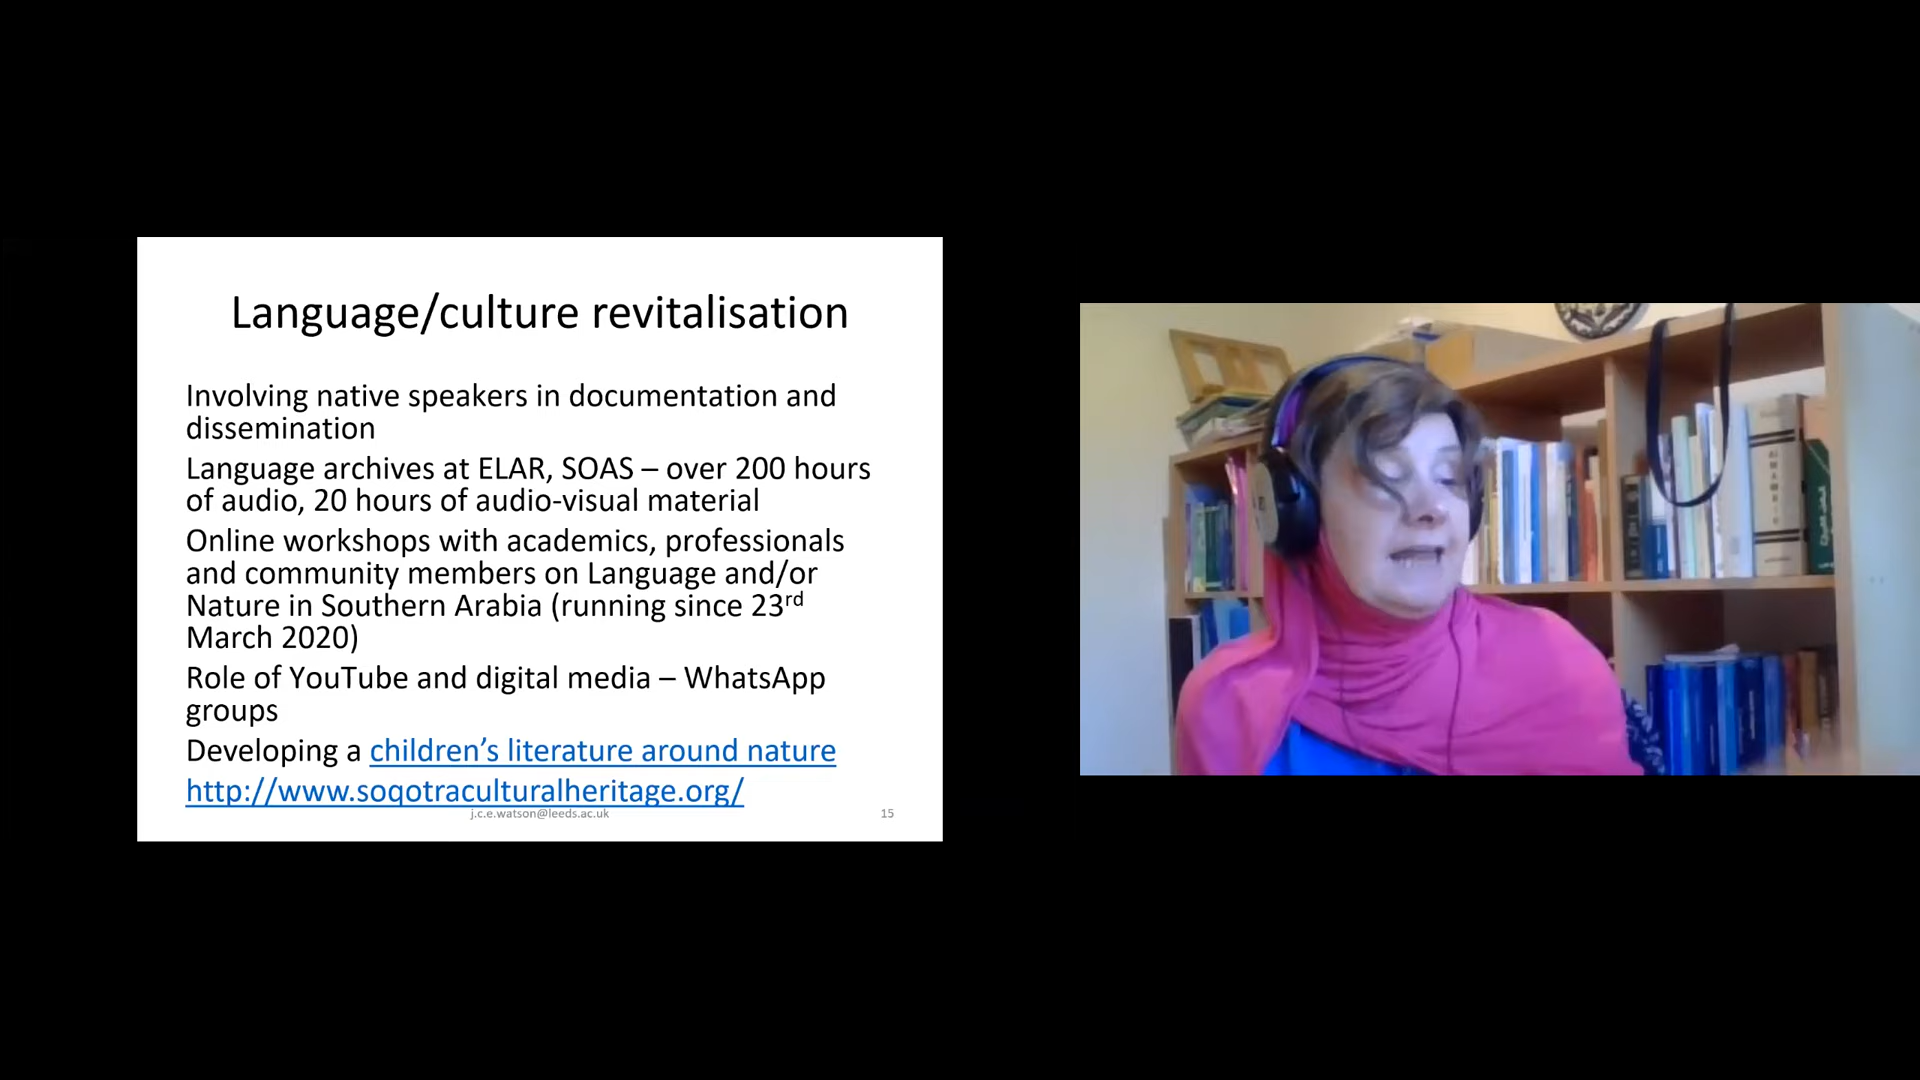 Language/culture revitalisation
Involving native speakers in documentation and
dissemination
Language archives at ELAR, SOAS – over 200 hours
of audio, 20 hours of audio-visual material
Online workshops with academics, professionals
and community members on Language and/or
Nature in Southern Arabia (running since 23rd
March 2020)
Role of YouTube and digital media – WhatsApp
groups
Developing a children’s literature around nature
http://www.soqotraculturalheritage.org/
j.c.e.watson@leeds.ac.uk
15